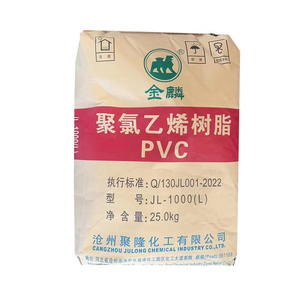 金麟
聚氯乙烯树脂
PVC
执行标准: Q/130JL001-2022
型 号: JL-1000(L)
净含量: 25.0kg
沧州聚隆化工有限公司
CANGZHOU JULONG CHEMICAL INDUSTRY CO.,LTD.